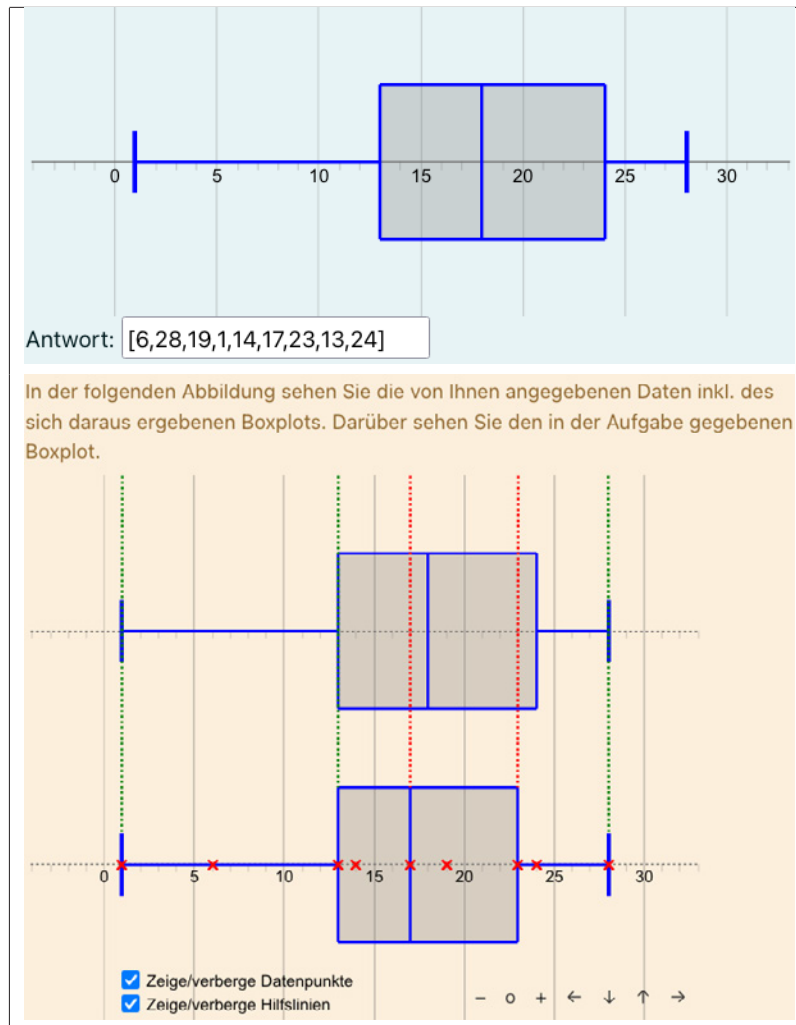 0 5 10 15 20 25 30
Antwort: [6,28,19,1,14,17,23,13,24]
In der folgenden Abbildung sehen Sie die von Ihnen angegebenen Daten inkl. des
sich daraus ergebenen Boxplots. Darüber sehen Sie den in der Aufgabe gegebenen
Boxplot.
0 5 10 15 20 25 30
Zeige/verberge Datenpunkte
Zeige/verberge Hilfslinien
− o + ← ↓ ↑ →